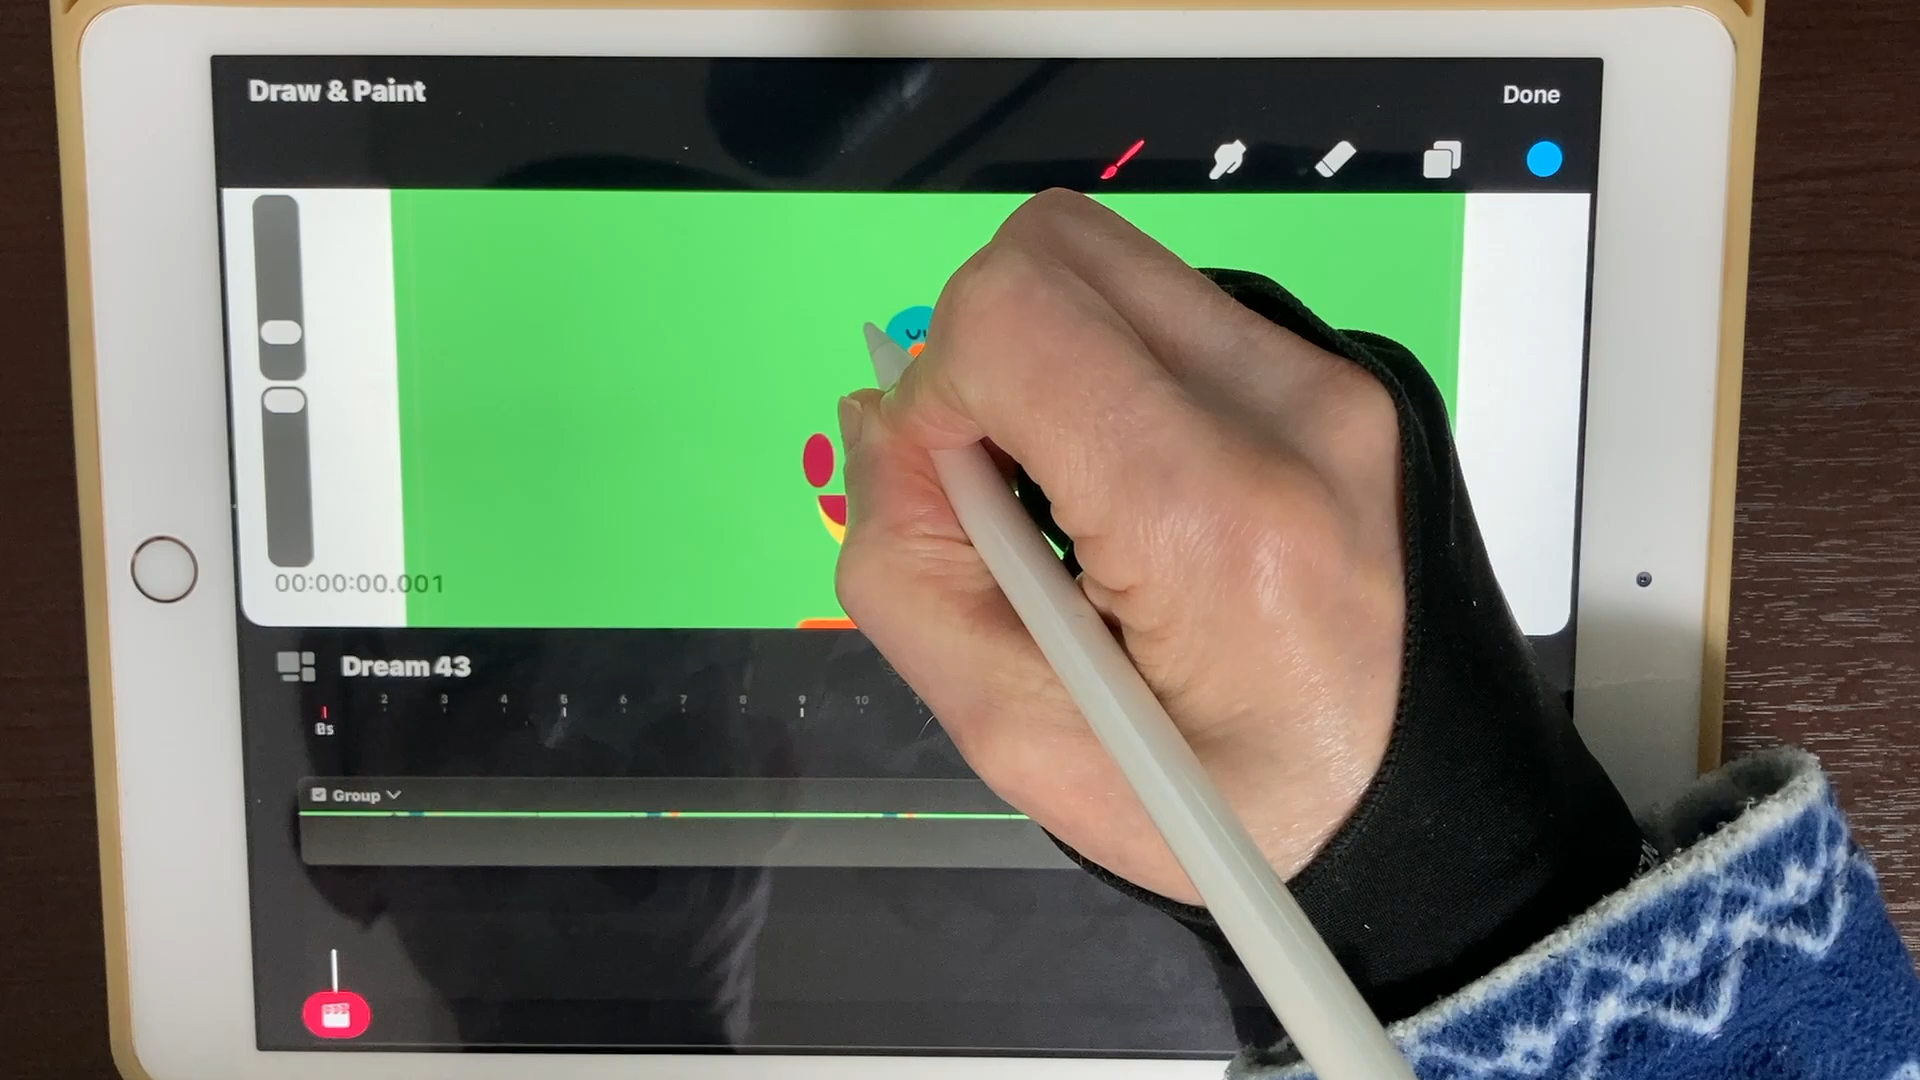 Draw & Paint
Done
00:00:00.001
Dream 43
2 3 4 5 6 7 8 9 10
0s
Group